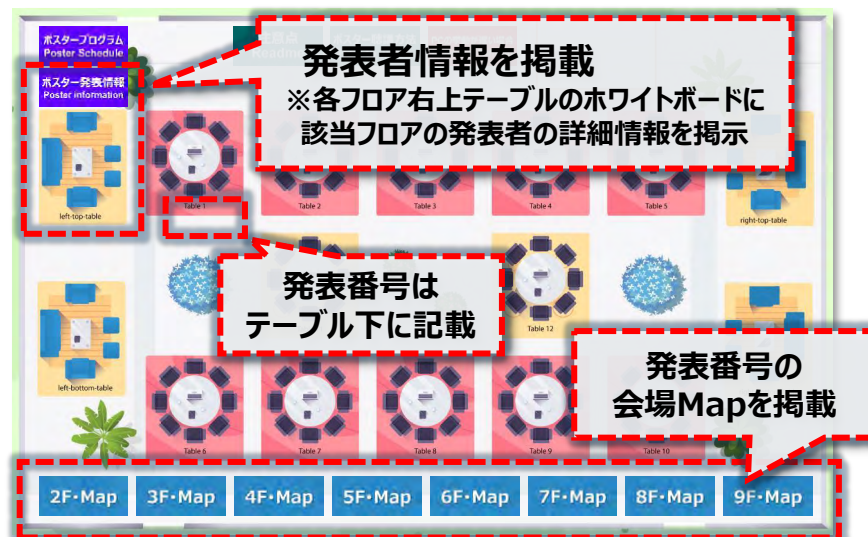 ポスタープログラム
Poster Schedule
ポスター発表情報
Poster information
発表者情報を掲載
※各フロア右上テーブルのホワイトボードに
該当フロアの発表者の詳細情報を掲示
left-top-table
Table 1
Table 2
Table 3
Table 4
Table 5
right-top-table
発表番号は
テーブル下に記載
Table 12
発表番号の
会場Mapを掲載
left-bottom-table
Table 6
Table 7
Table 8
Table 9
Table 10
2F・Map
3F・Map
4F・Map
5F・Map
6F・Map
7F・Map
8F・Map
9F・Map